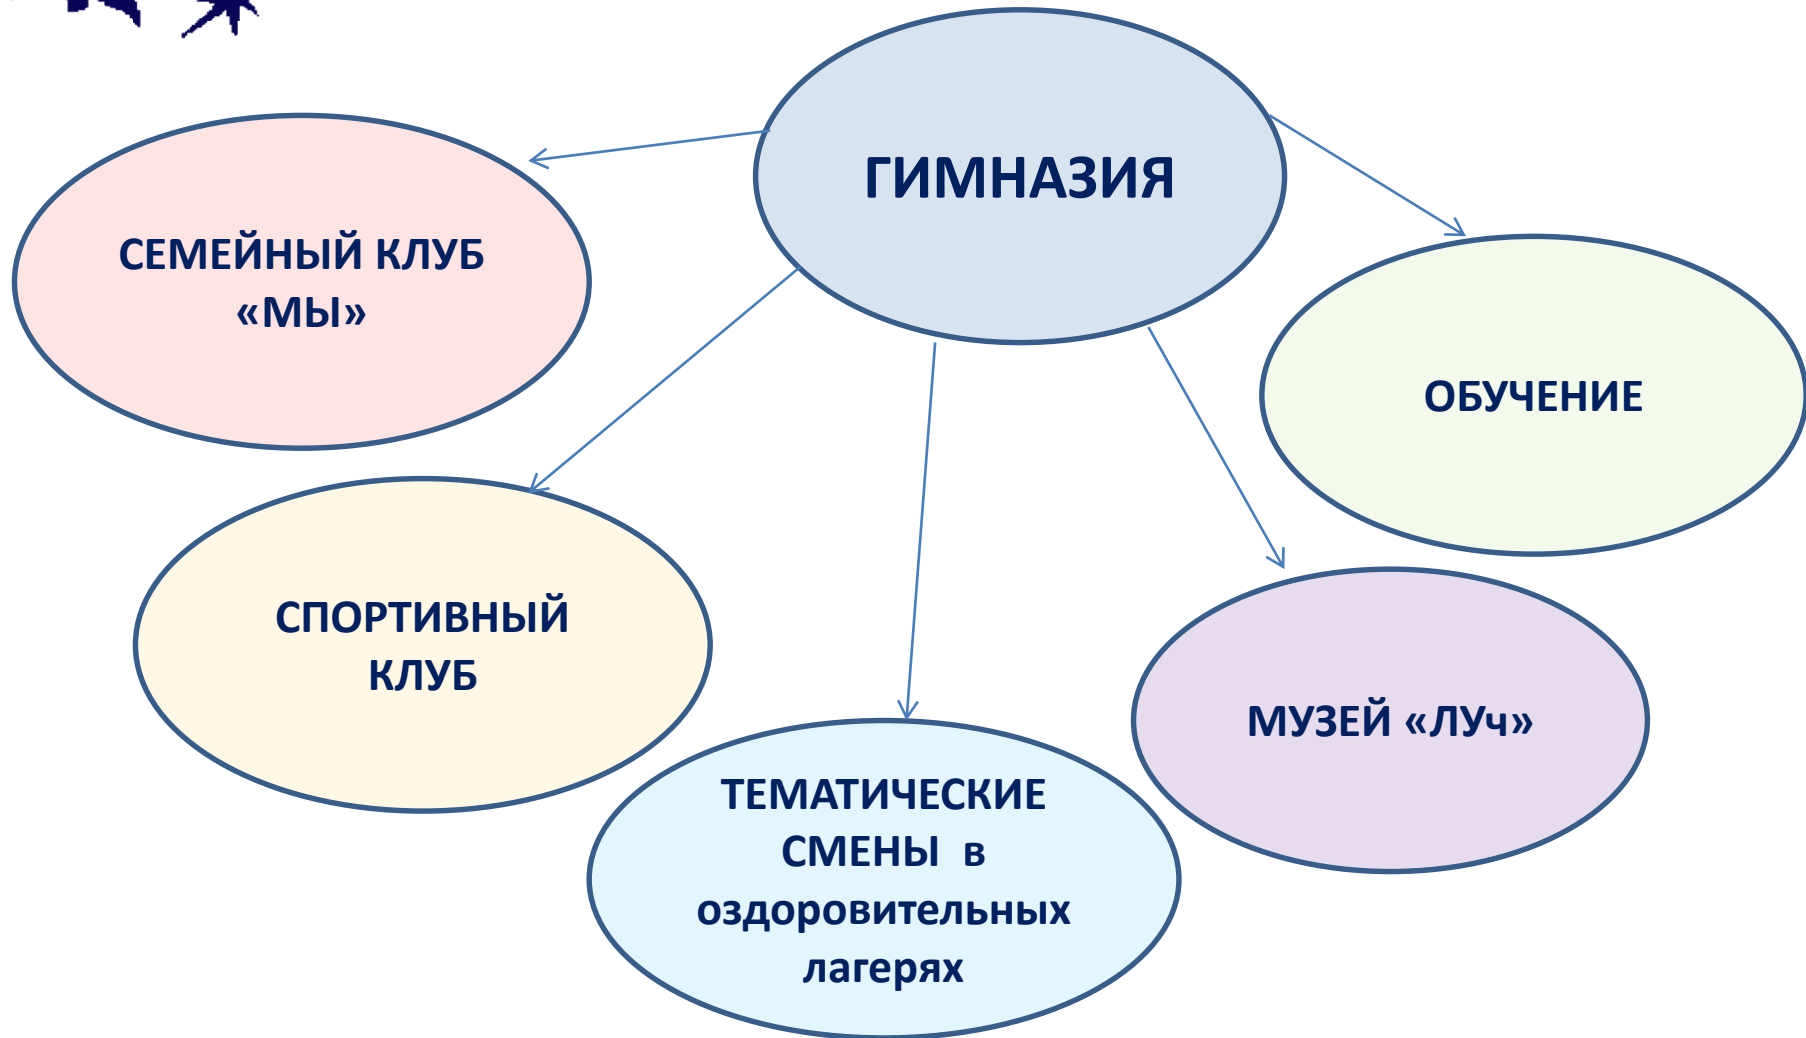 ГИМНАЗИЯ
СЕМЕЙНЫЙ КЛУБ
«МЫ»
ОБУЧЕНИЕ
СПОРТИВНЫЙ
КЛУБ
МУЗЕЙ «ЛУч»
ТЕМАТИЧЕСКИЕ
СМЕНЫ в
оздоровительных
лагерях